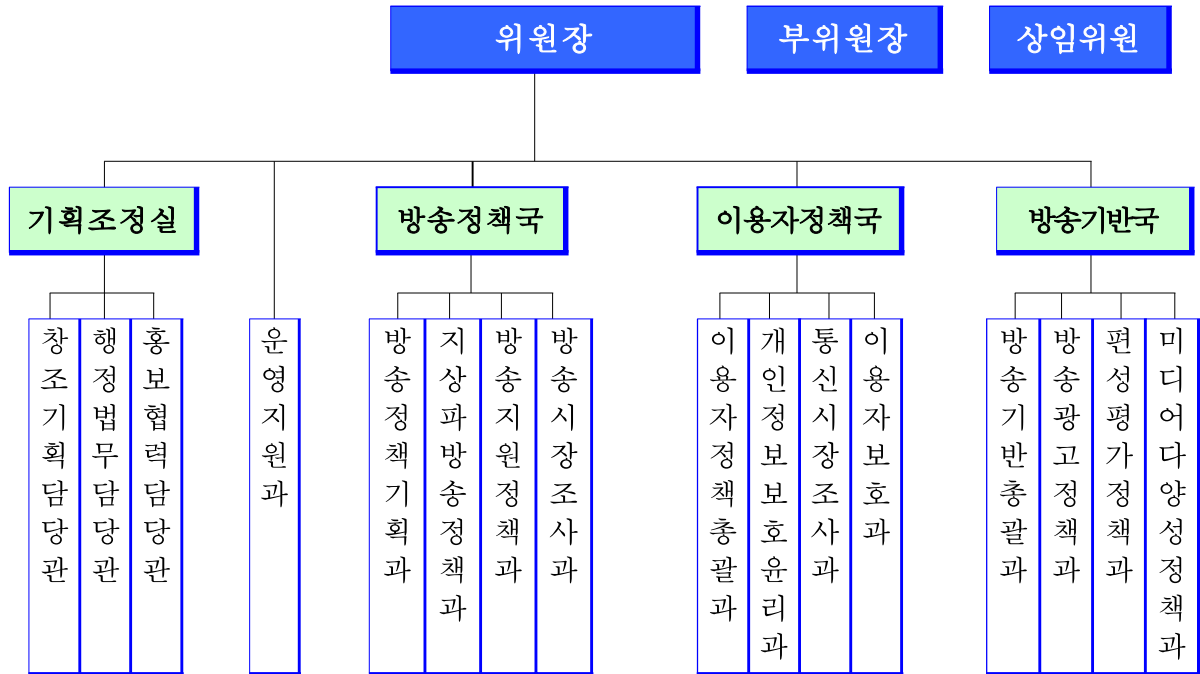 위원장
부위원장
상임위원
기획조정실
방송정책국
이용자정책국
방송기반국
창조기획담당관
행정법무담당관
홍보협력담당관
운영지원과
방송정책기획과
지상파방송정책과
방송지원정책과
방송시장조사과
이용자정책총괄과
개인정보보호윤리과
통신시장조사과
이용자보호과
방송기반총괄과
방송광고정책과
편성평가정책과
미디어다양성정책과